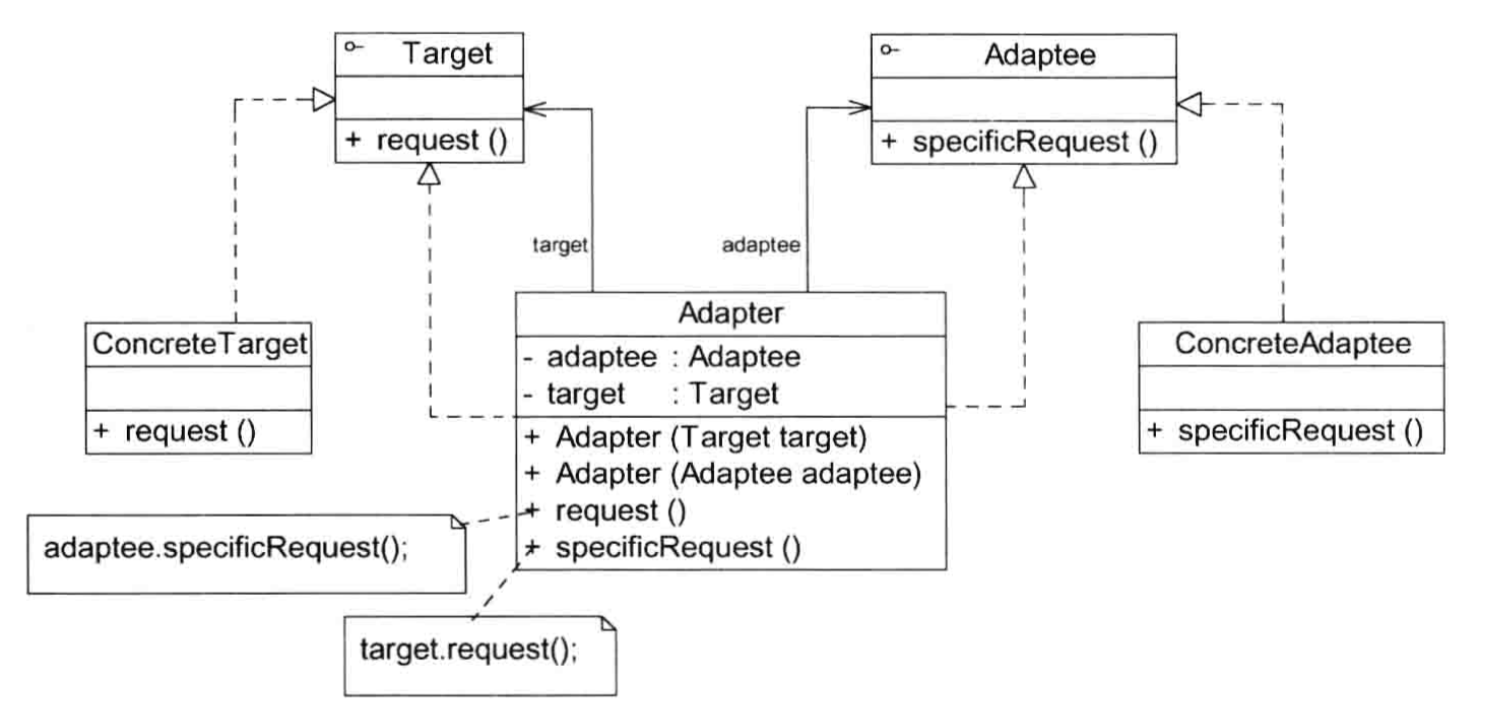 Target
+ request ()
Adaptee
+ specificRequest ()
target
adaptee
ConcreteTarget
+ request ()
Adapter
- adaptee : Adaptee
- target : Target
+ Adapter (Target target)
+ Adapter (Adaptee adaptee)
+ request ()
+ specificRequest ()
ConcreteAdaptee
+ specificRequest ()
adaptee.specificRequest();
target.request();